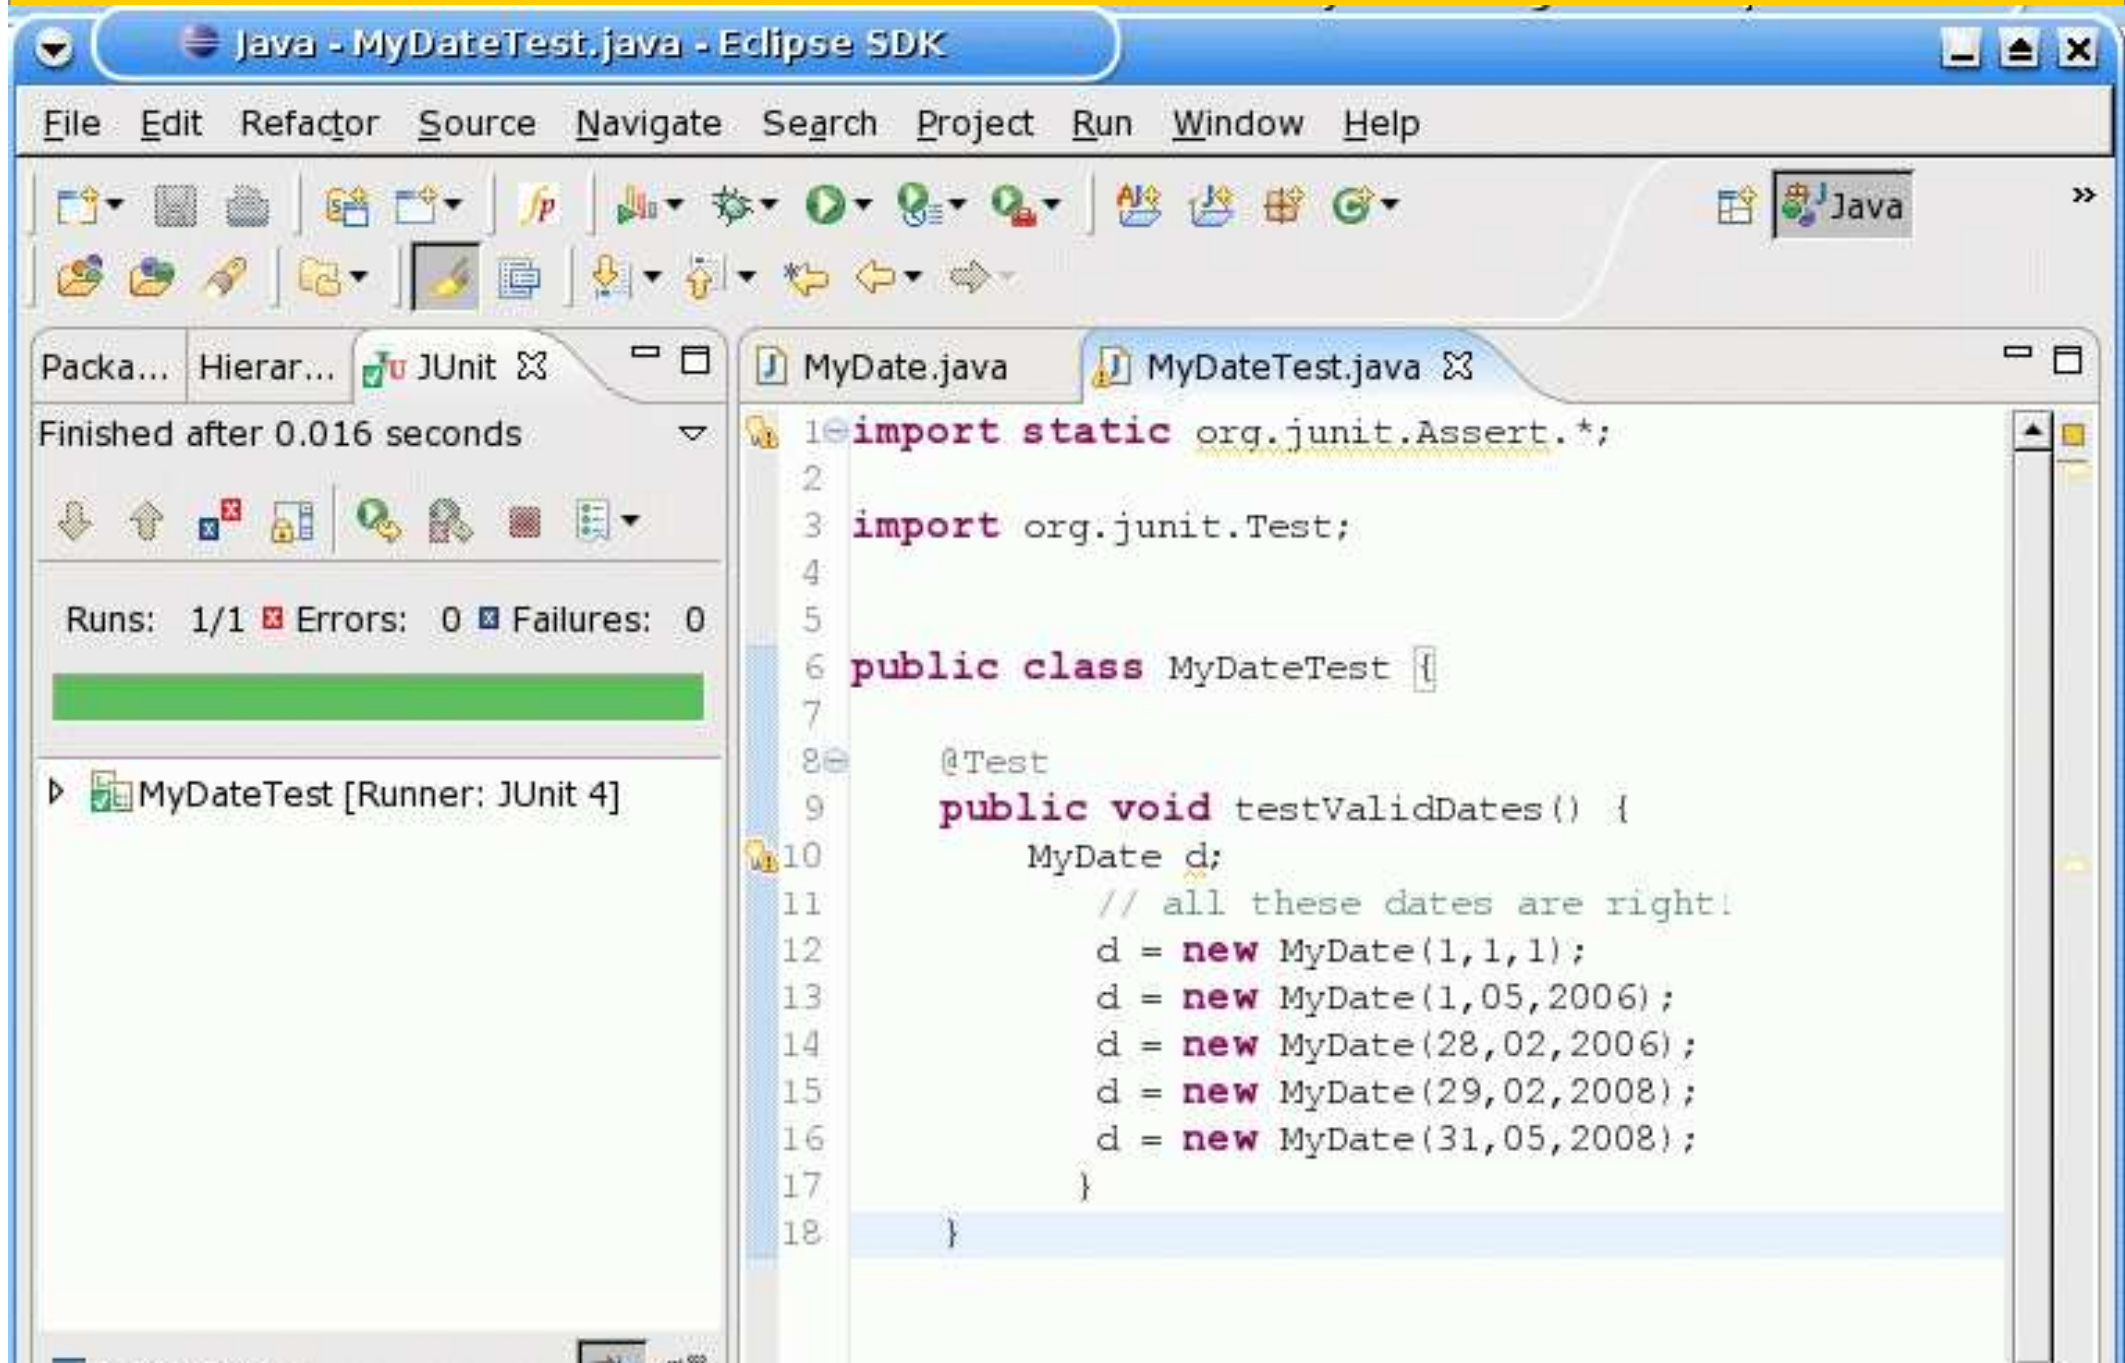 Java - MyDateTest.java - Eclipse SDK
File Edit Refactor Source Navigate Search Project Run Window Help
Java
Packa... Hierar... JUnit
Finished after 0.016 seconds
Runs: 1/1 Errors: 0 Failures: 0
MyDateTest [Runner: JUnit 4]
MyDate.java MyDateTest.java
1 import static org.junit.Assert.*;
2
3 import org.junit.Test;
4
5
6 public class MyDateTest {
7
8 @Test
9 public void testValidDates() {
10 MyDate d;
11 // all these dates are right!
12 d = new MyDate(1,1,1);
13 d = new MyDate(1,05,2006);
14 d = new MyDate(28,02,2006);
15 d = new MyDate(29,02,2008);
16 d = new MyDate(31,05,2008);
17 }
18 }